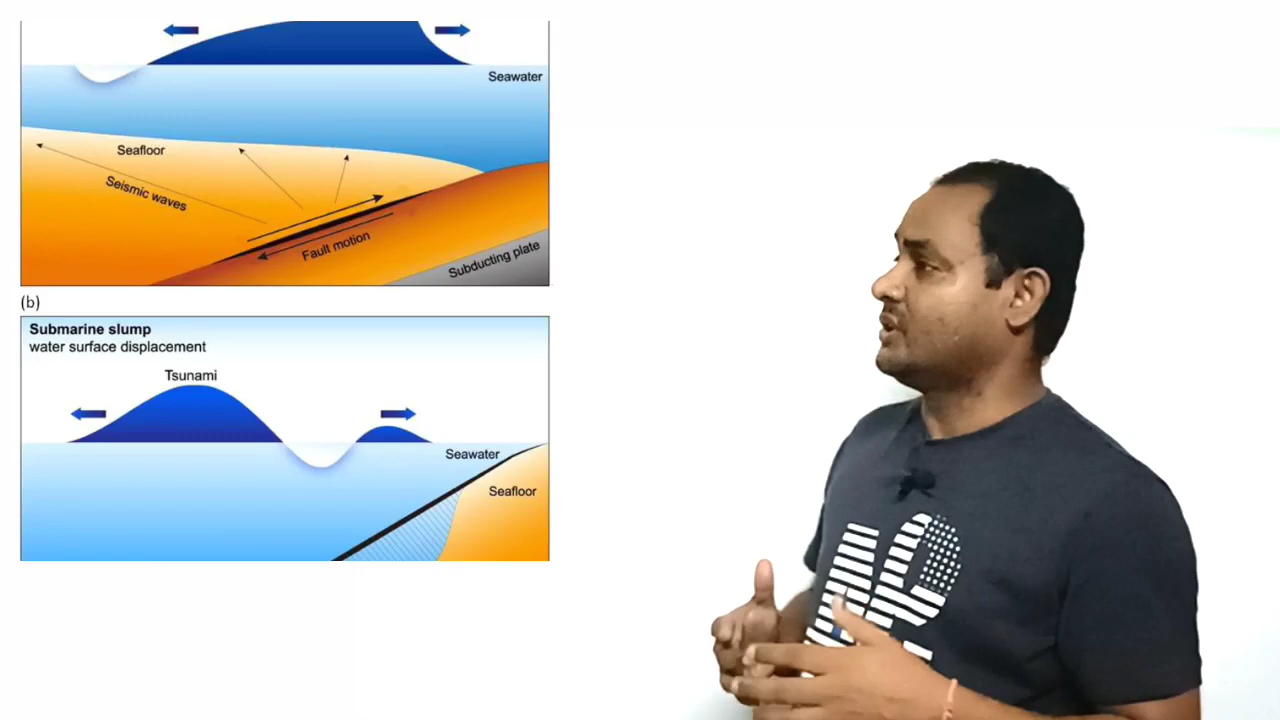 Seawater
Seafloor
Seismic waves
Fault motion
Subducting plate
(b)
Submarine slump
water surface displacement
Tsunami
Seawater
Seafloor